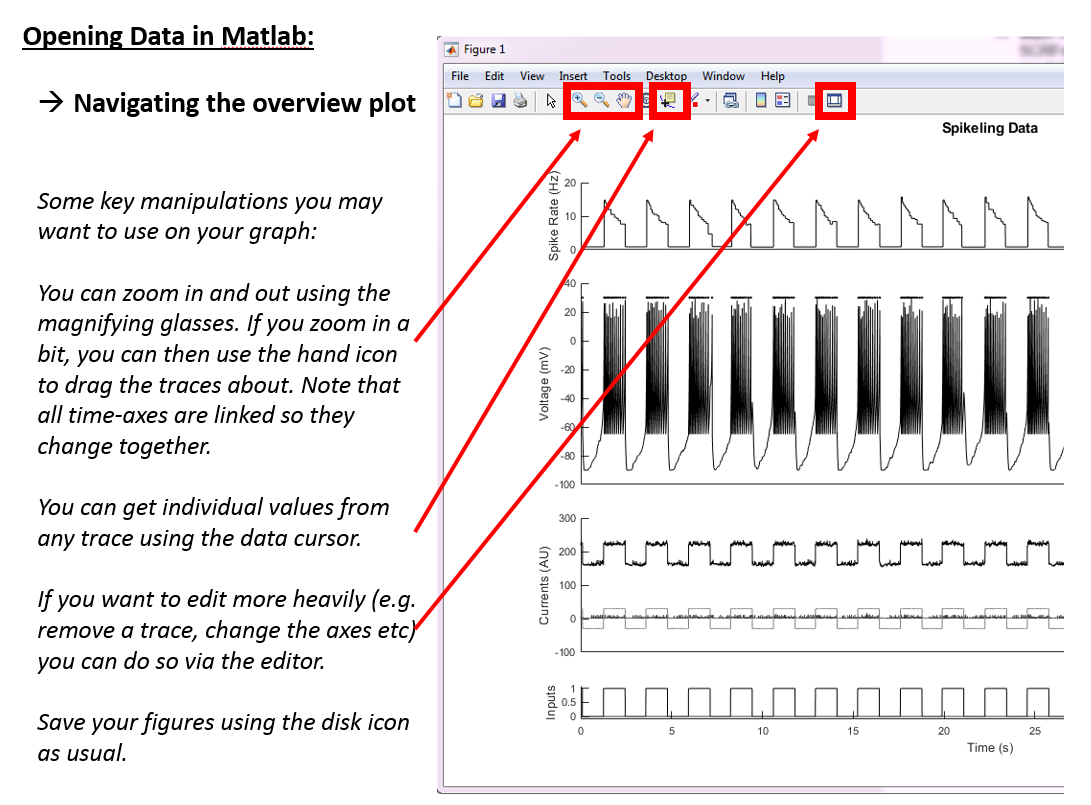 Opening Data in Matlab:
→ Navigating the overview plot
Some key manipulations you may
want to use on your graph:
You can zoom in and out using the
magnifying glasses. If you zoom in a
bit, you can then use the hand icon
to drag the traces about. Note that
all time-axes are linked so they
change together.
You can get individual values from
any trace using the data cursor.
If you want to edit more heavily (e.g.
remove a trace, change the axes etc)
you can do so via the editor.
Save your figures using the disk icon
as usual.
Figure 1
File Edit View Insert Tools Desktop Window Help
Spikeling Data
Spike Rate (Hz)
20
10
0
Voltage (mV)
40
20
0
-20
-40
-60
-80
-100
Currents (AU)
300
200
100
0
-100
Inputs
1
0.5
0
0 5 10 15 20 25
Time (s)